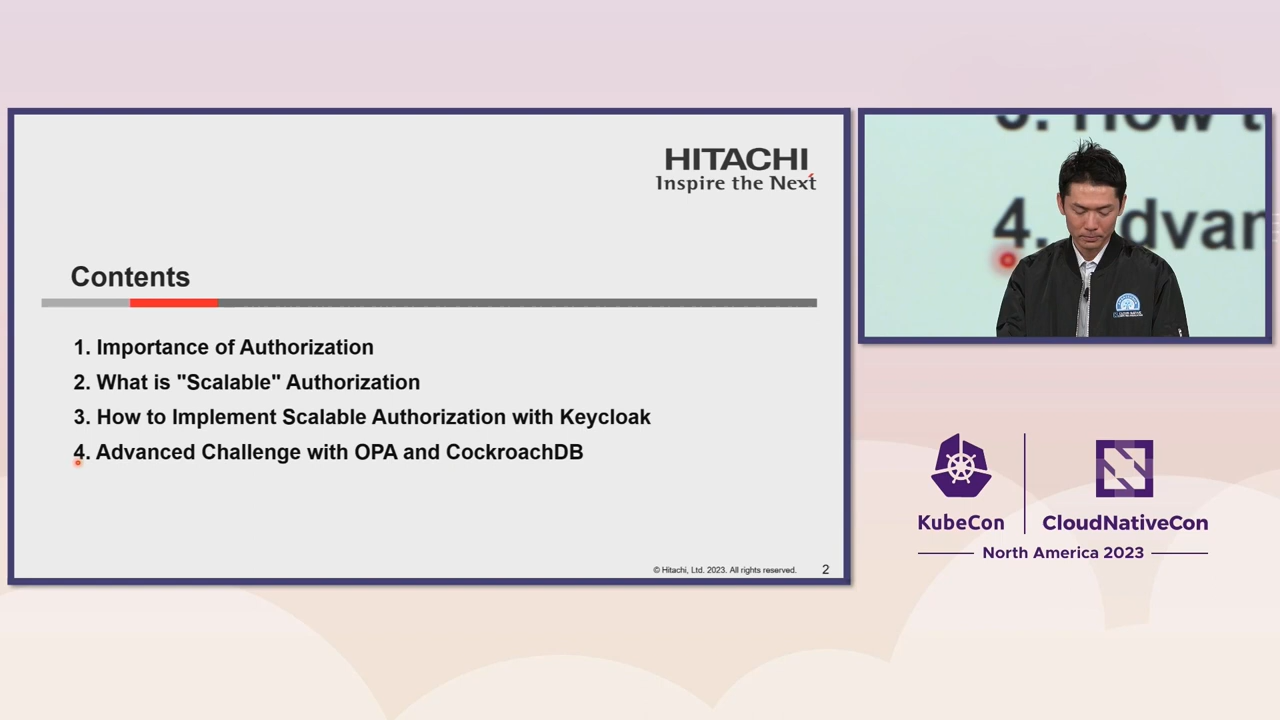 HITACHI
Inspire the Next
Contents
1. Importance of Authorization
2. What is "Scalable" Authorization
3. How to Implement Scalable Authorization with Keycloak
4. Advanced Challenge with OPA and CockroachDB
© Hitachi, Ltd. 2023. All rights reserved.
2
How t
4. Advan
KubeCon
CloudNativeCon
North America 2023